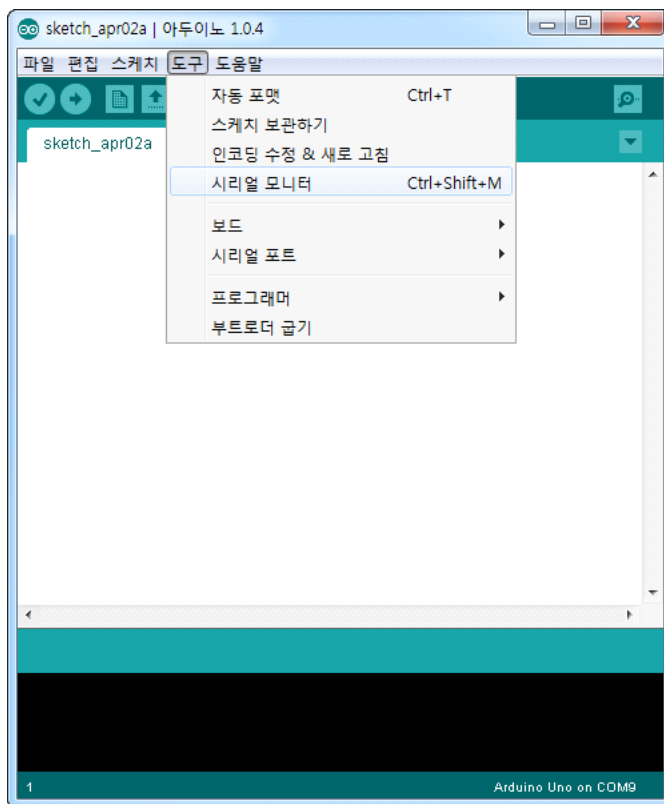 sketch_apr02a | 아두이노 1.0.4
파일 편집 스케치 도구 도움말
자동 포맷 Ctrl+T
스케치 보관하기
sketch_apr02a
인코딩 수정 & 새로 고침
시리얼 모니터 Ctrl+Shift+M
보드
시리얼 포트
프로그래머
부트로더 굽기
1 Arduino Uno on COM9